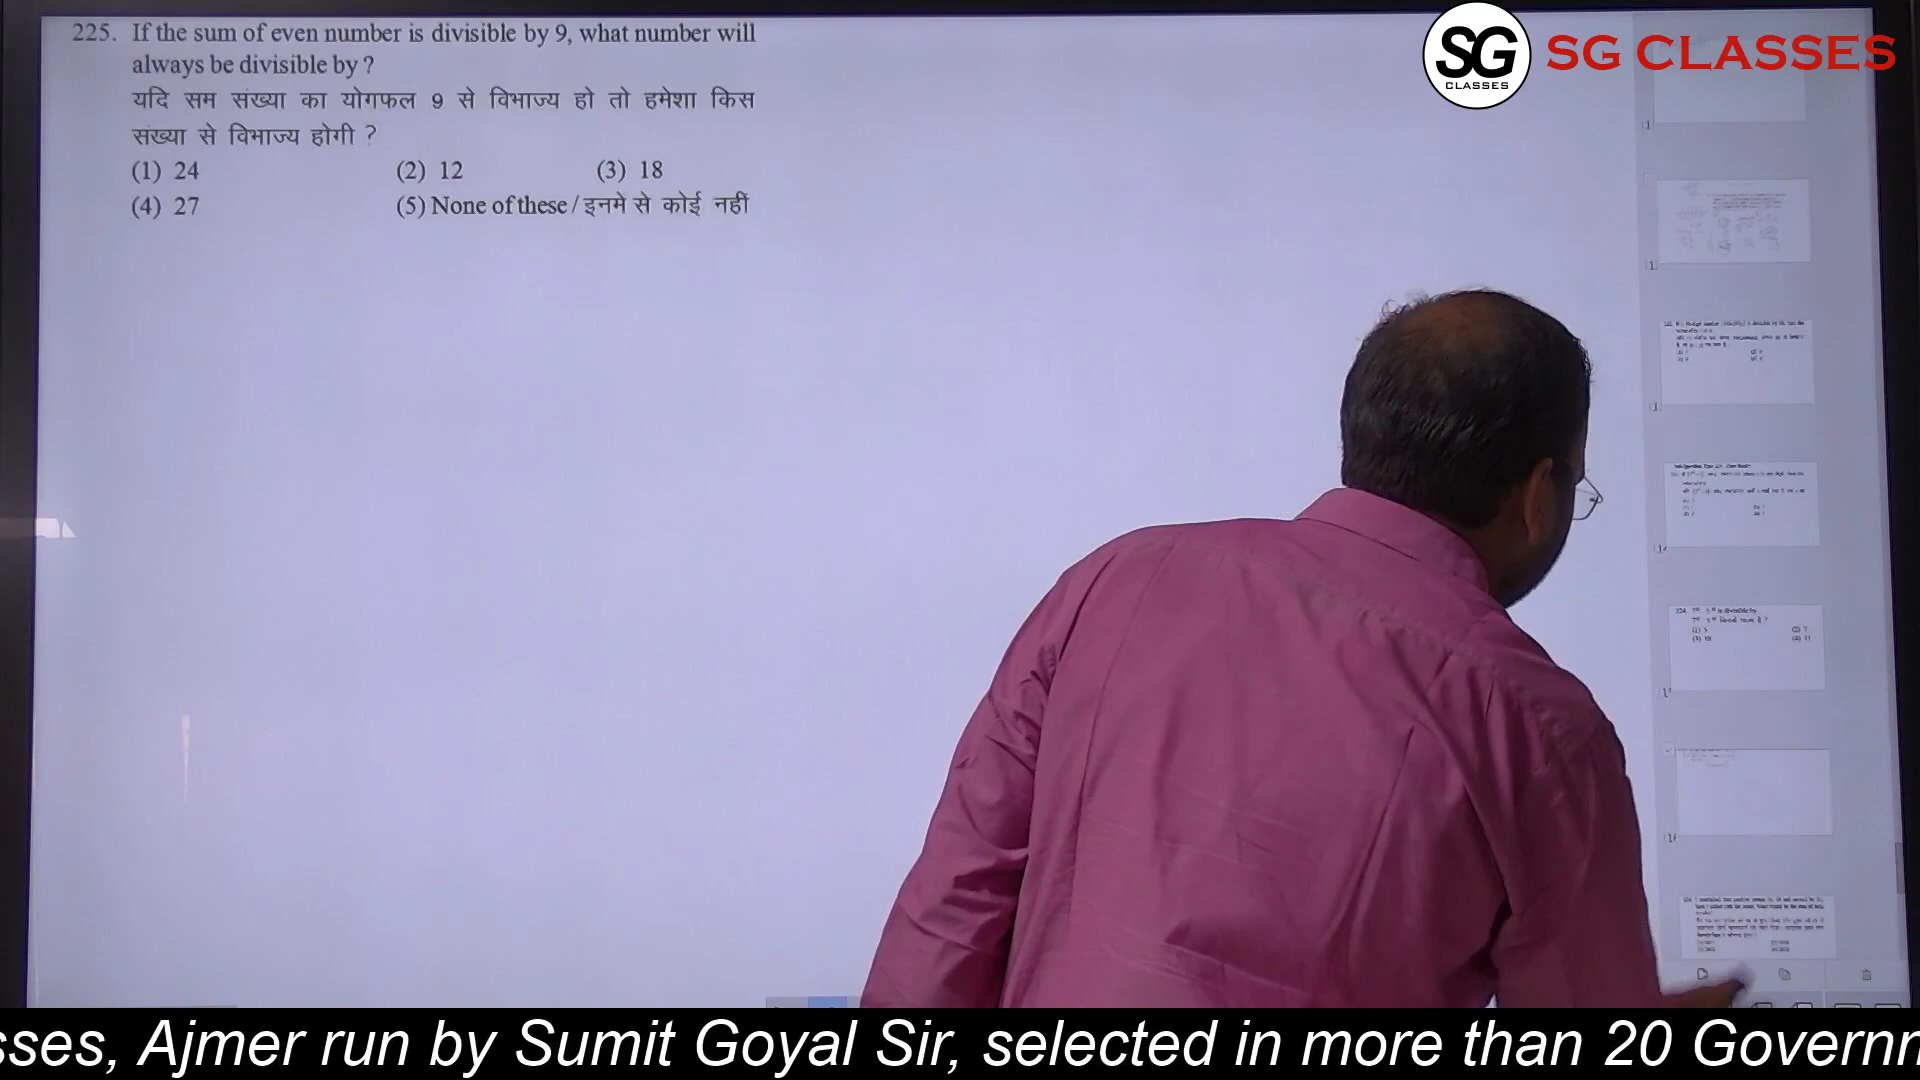 225. If the sum of even number is divisible by 9, what number will
always be divisible by ?
यदि सम संख्या का योगफल 9 से विभाज्य हो तो हमेशा किस
संख्या से विभाज्य होगी ?
(1) 24 (2) 12 (3) 18
(4) 27 (5) None of these / इनमे से कोई नहीं
SG
CLASSES
SG CLASSES
sses, Ajmer run by Sumit Goyal Sir, selected in more than 20 Govern